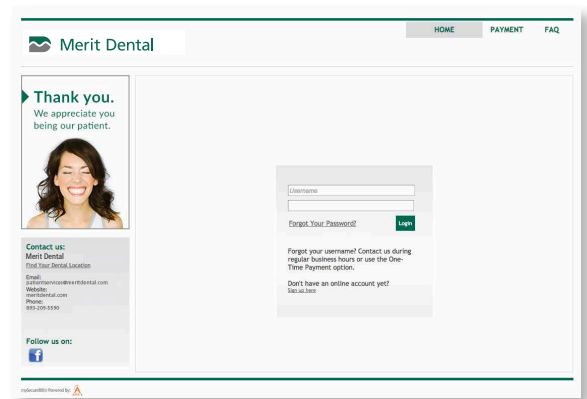 Merit Dental
HOME PAYMENT FAQ
Thank you.
We appreciate you
being our patient.
Contact us:
Merit Dental
Find Your Dental Location
Email:
patientservices@meritdental.com
Website:
meritdental.com
Phone:
Follow us on:
Username
Forgot Your Password?
Login
Forgot your username? Contact us during
regular business hours or use the One-
Time Payment option.
Don't have an online account yet?
Sign up here
Powered by: